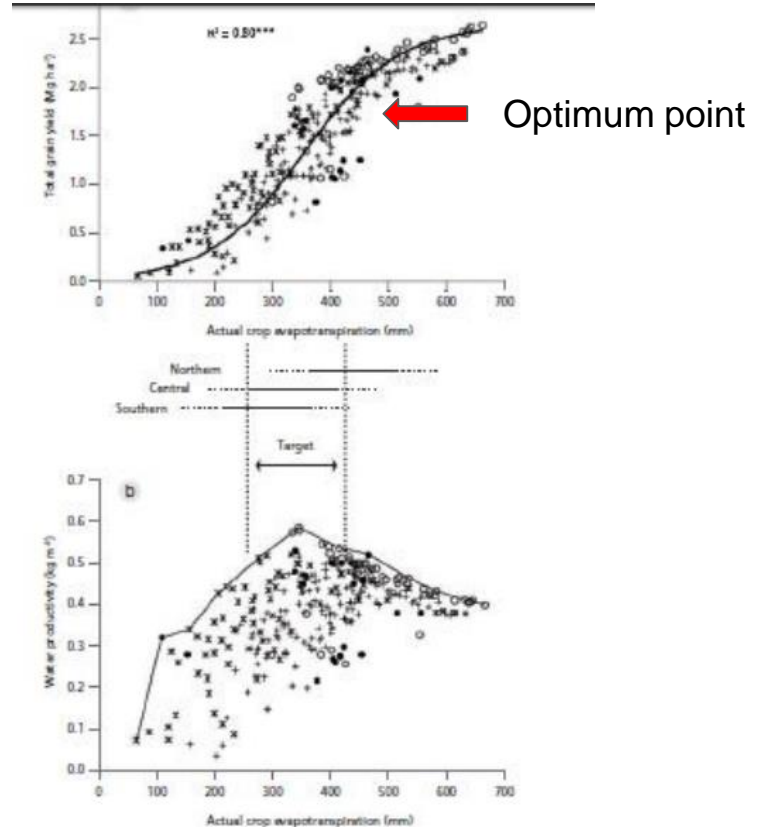 R² = 0.80***
Total grain yield (Mg ha⁻¹)
2.5
2.0
1.5
1.0
0.5
0.0
0 100 200 300 400 500 600 700
Actual crop evapotranspiration (mm)
Optimum point
Northern
Central
Southern
Target
b
Water productivity (kg m⁻³)
0.7
0.6
0.5
0.4
0.3
0.2
0.1
0.0
0 100 200 300 400 500 600 700
Actual crop evapotranspiration (mm)